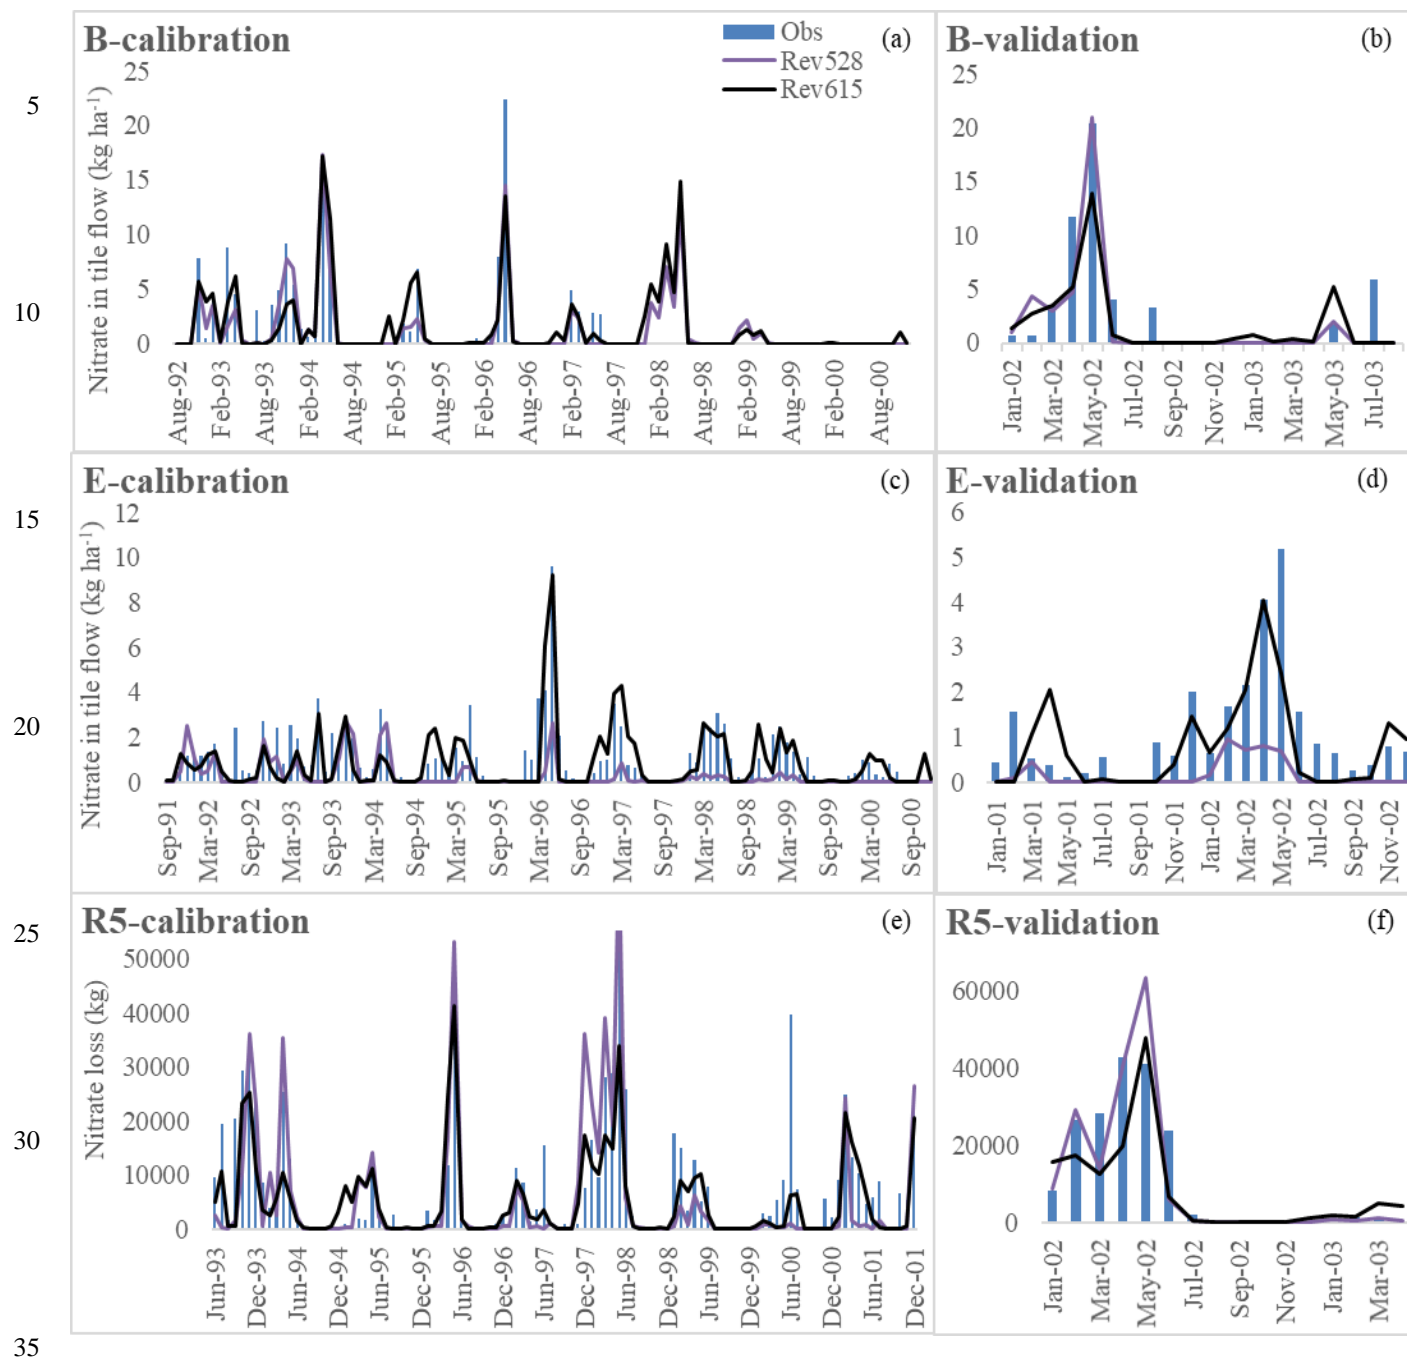 B-calibration
(a)
Obs
Rev528
Rev615
Nitrate in tile flow (kg ha-1)
25
20
15
10
5
0
Aug-92
Feb-93
Aug-93
Feb-94
Aug-94
Feb-95
Aug-95
Feb-96
Aug-96
Feb-97
Aug-97
Feb-98
Aug-98
Feb-99
Aug-99
Feb-00
Aug-00
B-validation
(b)
25
20
15
10
5
0
Jan-02
Mar-02
May-02
Jul-02
Sep-02
Nov-02
Jan-03
Mar-03
May-03
Jul-03
E-calibration
(c)
Nitrate in tile flow (kg ha-1)
12
10
8
6
4
2
0
Sep-91
Mar-92
Sep-92
Mar-93
Sep-93
Mar-94
Sep-94
Mar-95
Sep-95
Mar-96
Sep-96
Mar-97
Sep-97
Mar-98
Sep-98
Mar-99
Sep-99
Mar-00
Sep-00
E-validation
(d)
6
5
4
3
2
1
0
Jan-01
Mar-01
May-01
Jul-01
Sep-01
Nov-01
Jan-02
Mar-02
May-02
Jul-02
Sep-02
Nov-02
R5-calibration
(e)
Nitrate loss (kg)
50000
40000
30000
20000
10000
0
Jun-93
Dec-93
Jun-94
Dec-94
Jun-95
Dec-95
Jun-96
Dec-96
Jun-97
Dec-97
Jun-98
Dec-98
Jun-99
Dec-99
Jun-00
Dec-00
Jun-01
Dec-01
R5-validation
(f)
60000
40000
20000
0
Jan-02
Mar-02
May-02
Jul-02
Sep-02
Nov-02
Jan-03
Mar-03
5
10
15
20
25
30
35